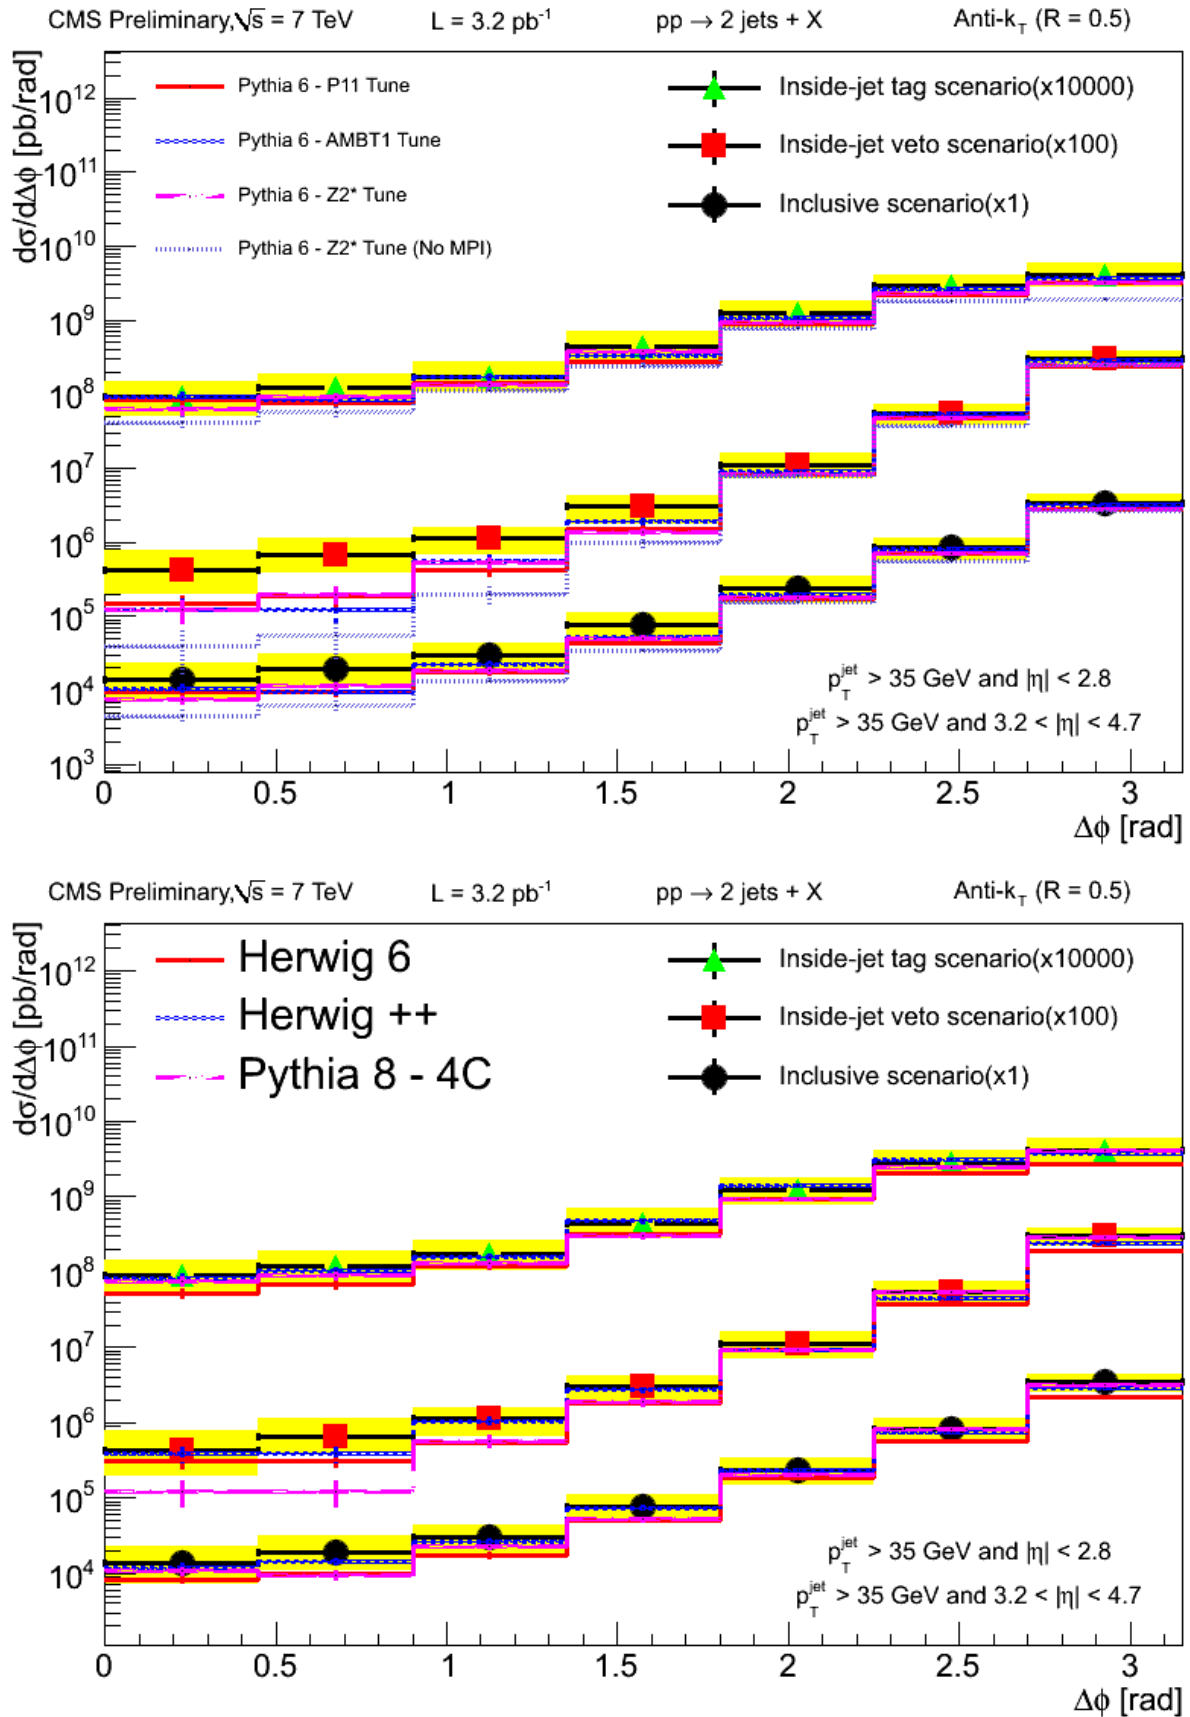 CMS Preliminary,√s = 7 TeV L = 3.2 pb⁻¹ pp → 2 jets + X Anti-k_T (R = 0.5)
dσ/dΔϕ [pb/rad]
Pythia 6 - P11 Tune
Pythia 6 - AMBT1 Tune
Pythia 6 - Z2* Tune
Pythia 6 - Z2* Tune (No MPI)
Inside-jet tag scenario(x10000)
Inside-jet veto scenario(x100)
Inclusive scenario(x1)
10¹²
10¹¹
10¹⁰
10⁹
10⁸
10⁷
10⁶
10⁵
10⁴
10³
p_T^jet > 35 GeV and |η| < 2.8
p_T^jet > 35 GeV and 3.2 < |η| < 4.7
0 0.5 1 1.5 2 2.5 3
Δϕ [rad]
CMS Preliminary,√s = 7 TeV L = 3.2 pb⁻¹ pp → 2 jets + X Anti-k_T (R = 0.5)
dσ/dΔϕ [pb/rad]
Herwig 6
Herwig ++
Pythia 8 - 4C
Inside-jet tag scenario(x10000)
Inside-jet veto scenario(x100)
Inclusive scenario(x1)
10¹²
10¹¹
10¹⁰
10⁹
10⁸
10⁷
10⁶
10⁵
10⁴
p_T^jet > 35 GeV and |η| < 2.8
p_T^jet > 35 GeV and 3.2 < |η| < 4.7
0 0.5 1 1.5 2 2.5 3
Δϕ [rad]